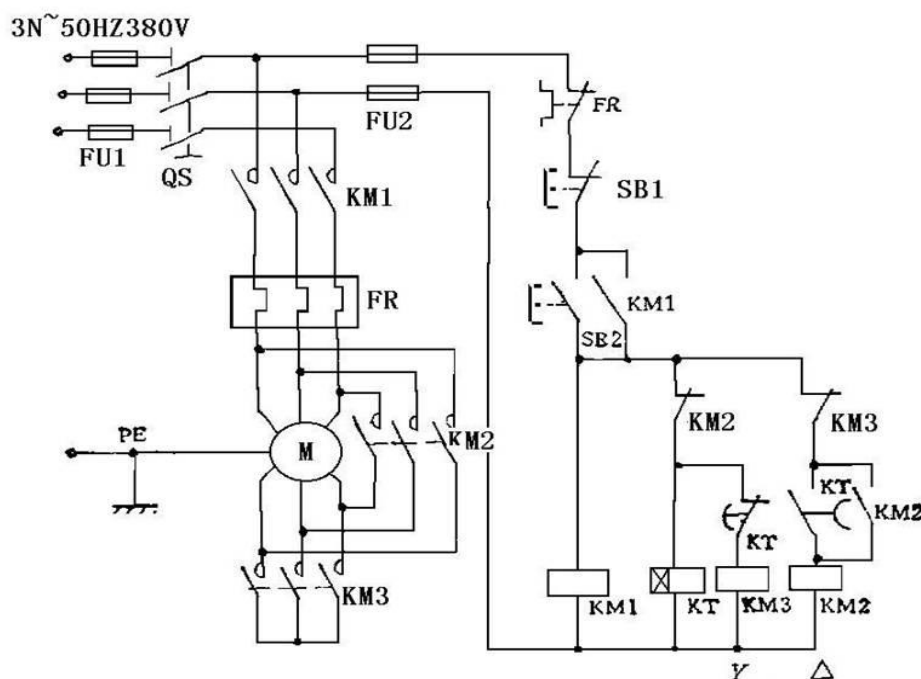 3N~50HZ380V
FU1
QS
FU2
FR
SB1
KM1
KM1
SB2
FR
KM2
KM3
PE
M
KM2
KT
KM2
KT
KM3
KM1
KT
KM3
KM2
Y
△